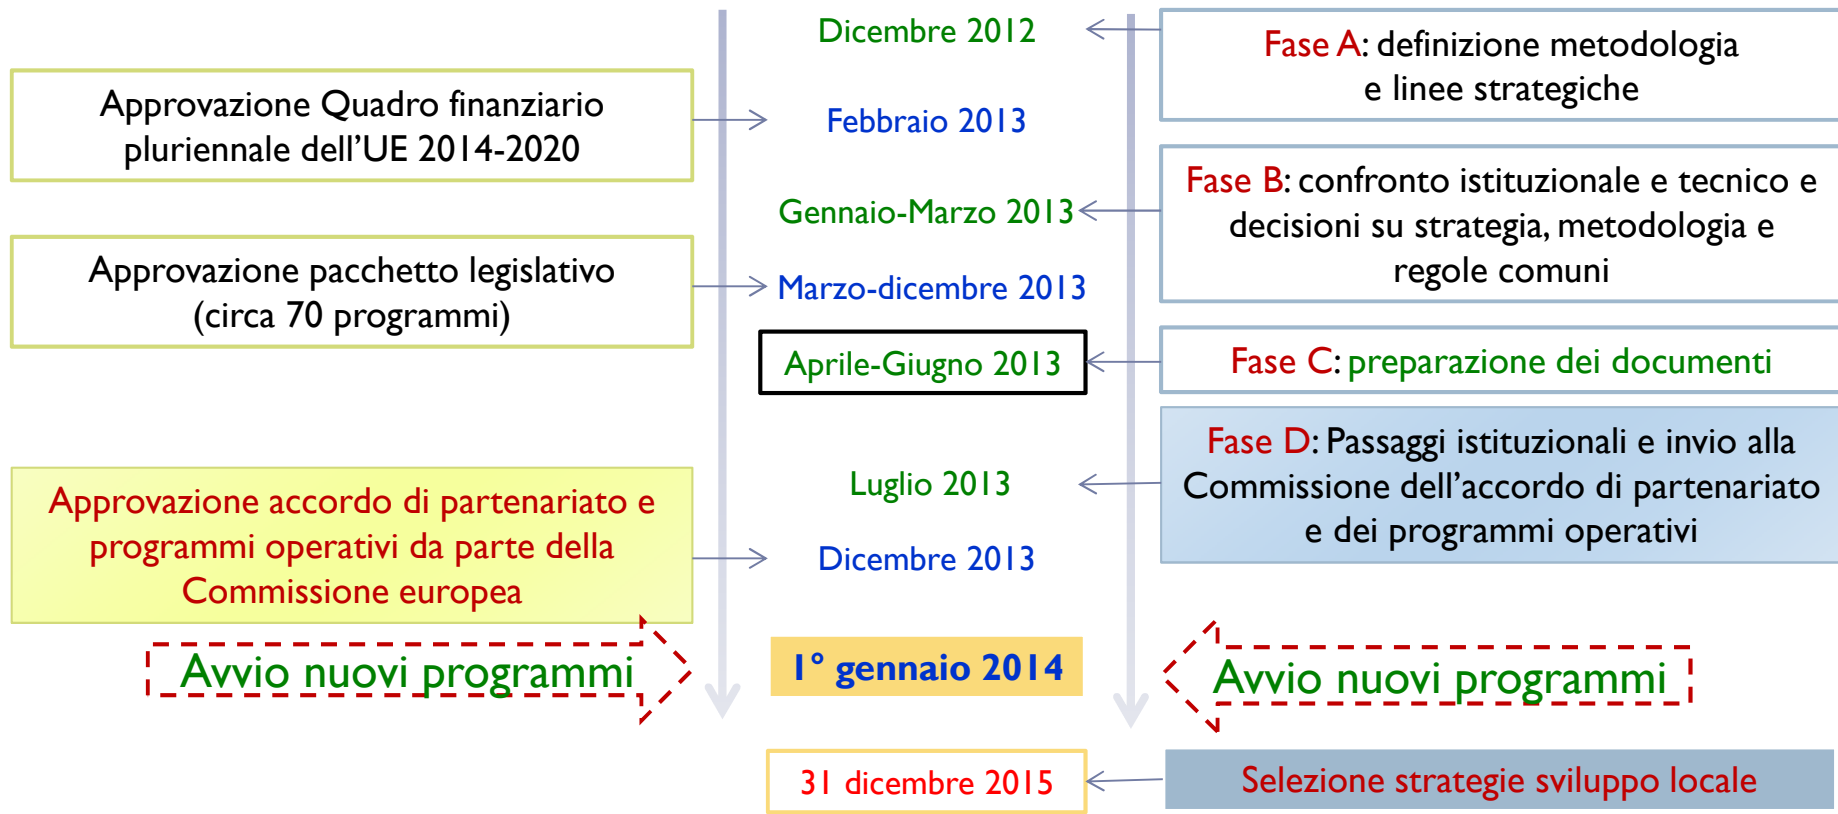 Dicembre 2012
Fase A: definizione metodologia
e linee strategiche
Approvazione Quadro finanziario
pluriennale dell’UE 2014-2020
Febbraio 2013
Gennaio-Marzo 2013
Fase B: confronto istituzionale e tecnico e
decisioni su strategia, metodologia e
regole comuni
Approvazione pacchetto legislativo
(circa 70 programmi)
Marzo-dicembre 2013
Aprile-Giugno 2013
Fase C: preparazione dei documenti
Luglio 2013
Fase D: Passaggi istituzionali e invio alla
Commissione dell’accordo di partenariato
e dei programmi operativi
Approvazione accordo di partenariato e
programmi operativi da parte della
Commissione europea
Dicembre 2013
Avvio nuovi programmi
1° gennaio 2014
Avvio nuovi programmi
31 dicembre 2015
Selezione strategie sviluppo locale